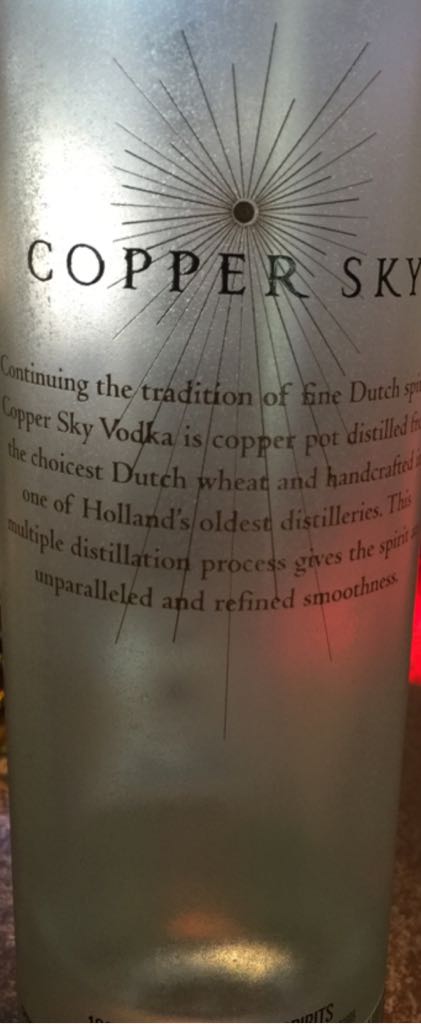 COPPER SKY
Continuing the tradition of fine Dutch
Copper Sky Vodka is copper pot distilled
the choicest Dutch wheat and handcrafted
one of Holland's oldest distilleries. This
multiple distillation process gives the spirit
unparalleled and refined smoothness.